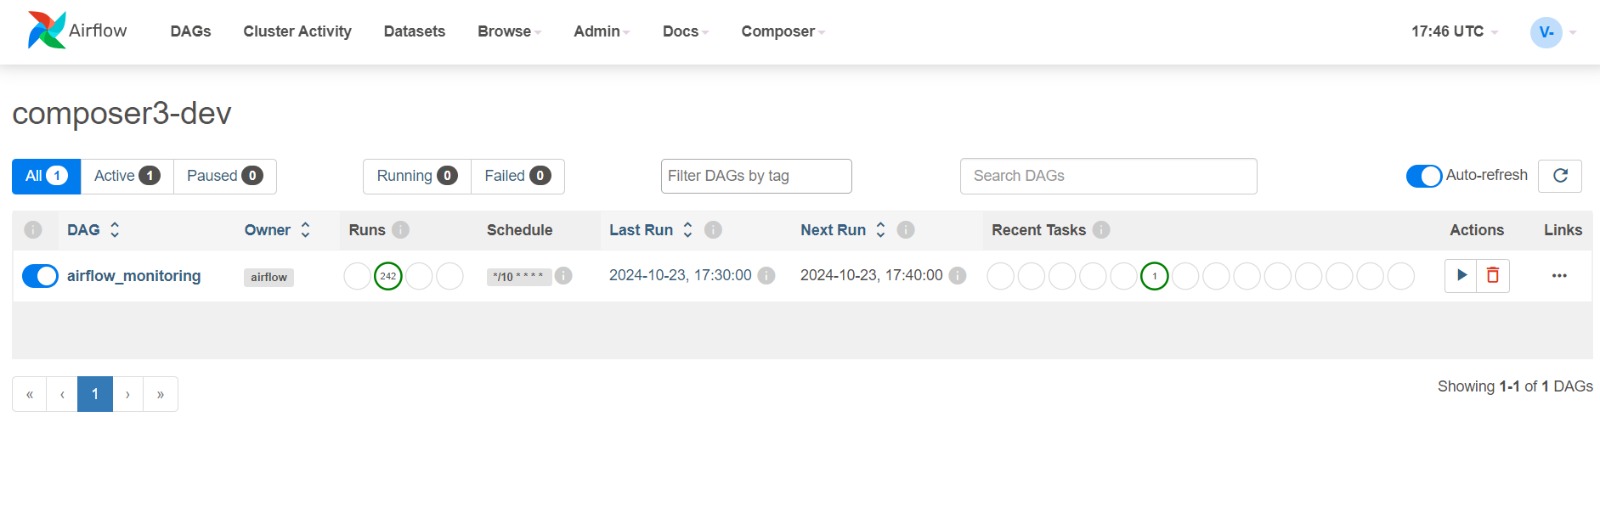 Airflow DAGs Cluster Activity Datasets Browse Admin Docs Composer 17:46 UTC V-
composer3-dev
All 1 Active 1 Paused 0 Running 0 Failed 0 Filter DAGs by tag Search DAGs Auto-refresh
i DAG Owner Runs i Schedule Last Run i Next Run i Recent Tasks i Actions Links
airflow_monitoring airflow 242 */10 * * * * i 2024-10-23, 17:30:00 i 2024-10-23, 17:40:00 i 1 ...
« ‹ 1 › » Showing 1-1 of 1 DAGs